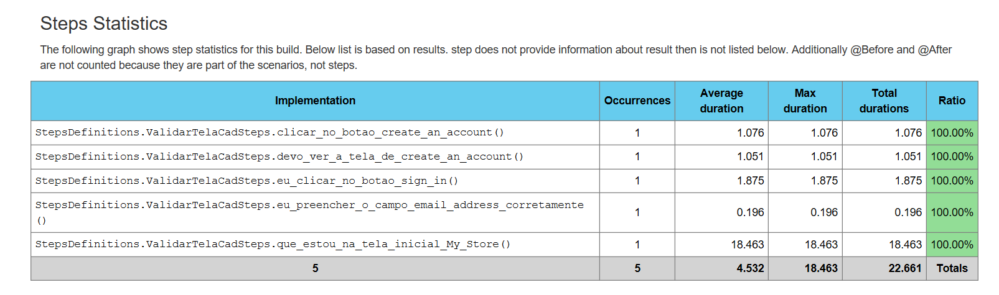 Steps Statistics
The following graph shows step statistics for this build. Below list is based on results. step does not provide information about result then is not listed below. Additionally @Before and @After
are not counted because they are part of the scenarios, not steps.
Implementation Occurrences Average duration Max duration Total durations Ratio
StepsDefinitions.ValidarTelaCadSteps.clicar_no_botao_create_an_account() 1 1.076 1.076 1.076 100.00%
StepsDefinitions.ValidarTelaCadSteps.devo_ver_a_tela_de_create_an_account() 1 1.051 1.051 1.051 100.00%
StepsDefinitions.ValidarTelaCadSteps.eu_clicar_no_botao_sign_in() 1 1.875 1.875 1.875 100.00%
StepsDefinitions.ValidarTelaCadSteps.eu_preencher_o_campo_email_address_corretamente
() 1 0.196 0.196 0.196 100.00%
StepsDefinitions.ValidarTelaCadSteps.que_estou_na_tela_inicial_My_Store() 1 18.463 18.463 18.463 100.00%
5 5 4.532 18.463 22.661 Totals